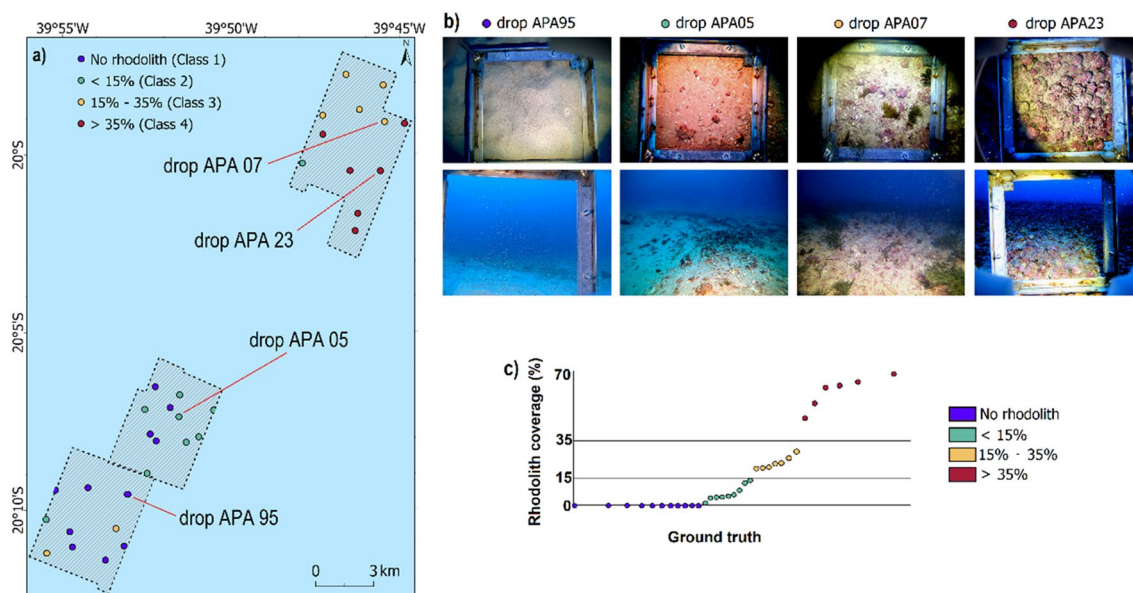 39°55'W 39°50'W 39°45'W
a)
N
No rhodolith (Class 1)
< 15% (Class 2)
15% - 35% (Class 3)
> 35% (Class 4)
20°S
drop APA 07
drop APA 23
20°5'S
drop APA 05
20°10'S
drop APA 95
0 3 km
b)
drop APA95 drop APA05 drop APA07 drop APA23
c)
Rhodolith coverage (%)
70
35
15
0
Ground truth
No rhodolith
< 15%
15% - 35%
> 35%